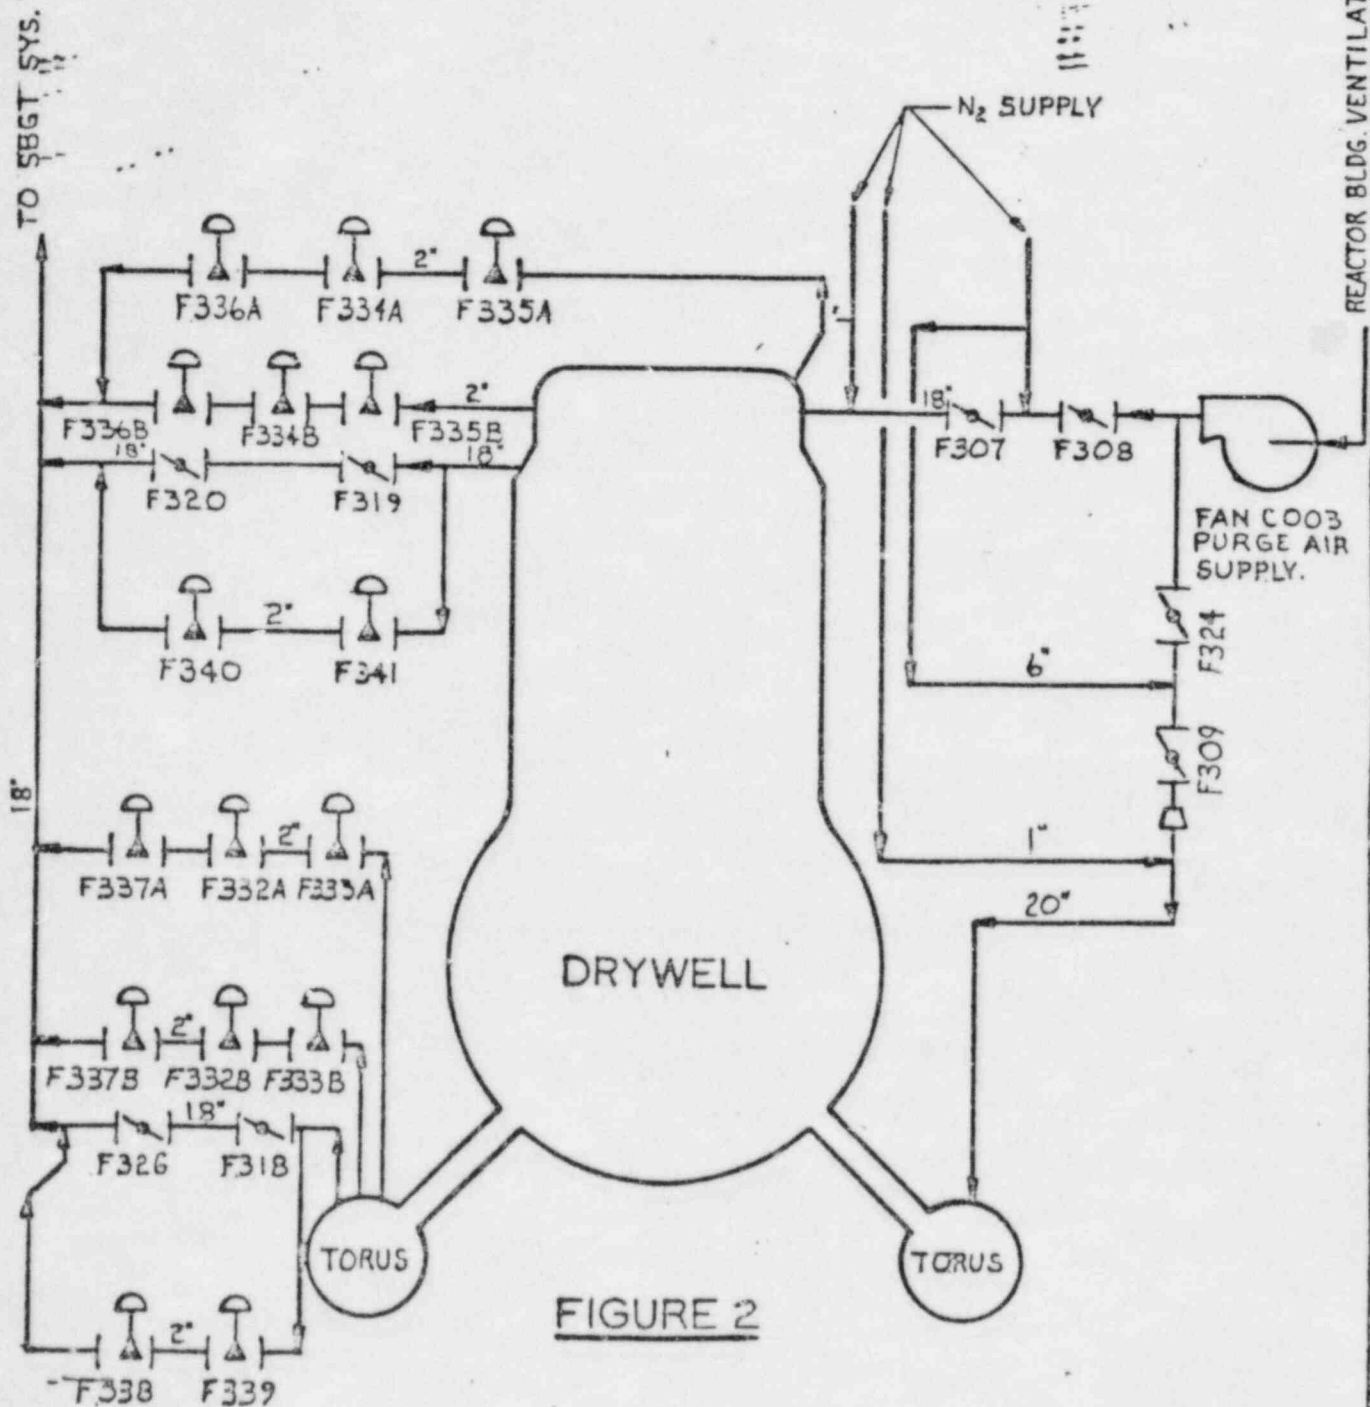 TO SBGT SYS.
N₂ SUPPLY
REACTOR BLDG. VENTILAT
2"
F336A
F334A
F335A
2"
18"
F336B
F334B
F335B
F307
F308
18"
18"
F320
F319
FAN C003
PURGE AIR
SUPPLY.
2"
F324
F340
F341
6"
F309
18"
2"
1"
F337A
F332A
F333A
20"
DRYWELL
2"
F337B
F332B
F333B
18"
F326
F318
TORUS
TORUS
FIGURE 2
2"
F338
F339